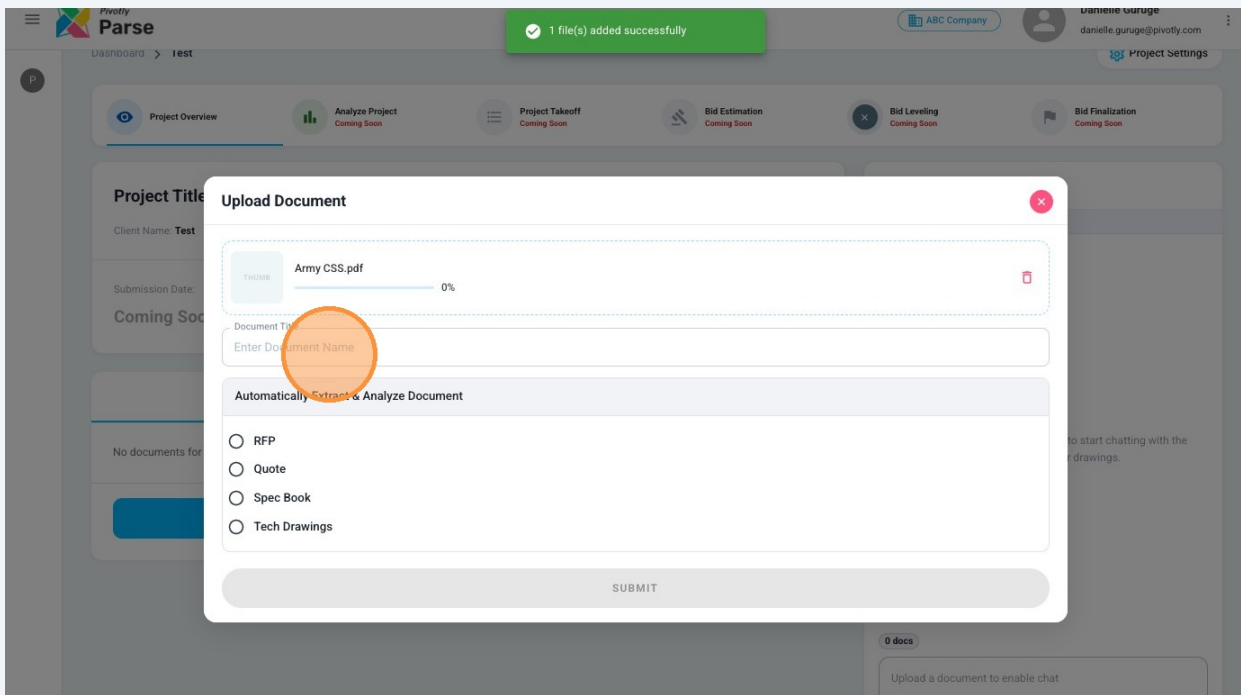 Pivotly
Parse
1 file(s) added successfully
ABC Company
Danielle Guruge
danielle.guruge@pivotly.com
Dashboard > Test
Project Settings
P
Project Overview
Analyze Project
Coming Soon
Project Takeoff
Coming Soon
Bid Estimation
Coming Soon
Bid Leveling
Coming Soon
Bid Finalization
Coming Soon
Project Title
Client Name: Test
Submission Date:
Coming Soo
No documents for
Upload Document
THUMB
Army CSS.pdf
0%
Document Title
Enter Document Name
Automatically Extract & Analyze Document
RFP
Quote
Spec Book
Tech Drawings
SUBMIT
to start chatting with the
r drawings.
0 docs
Upload a document to enable chat